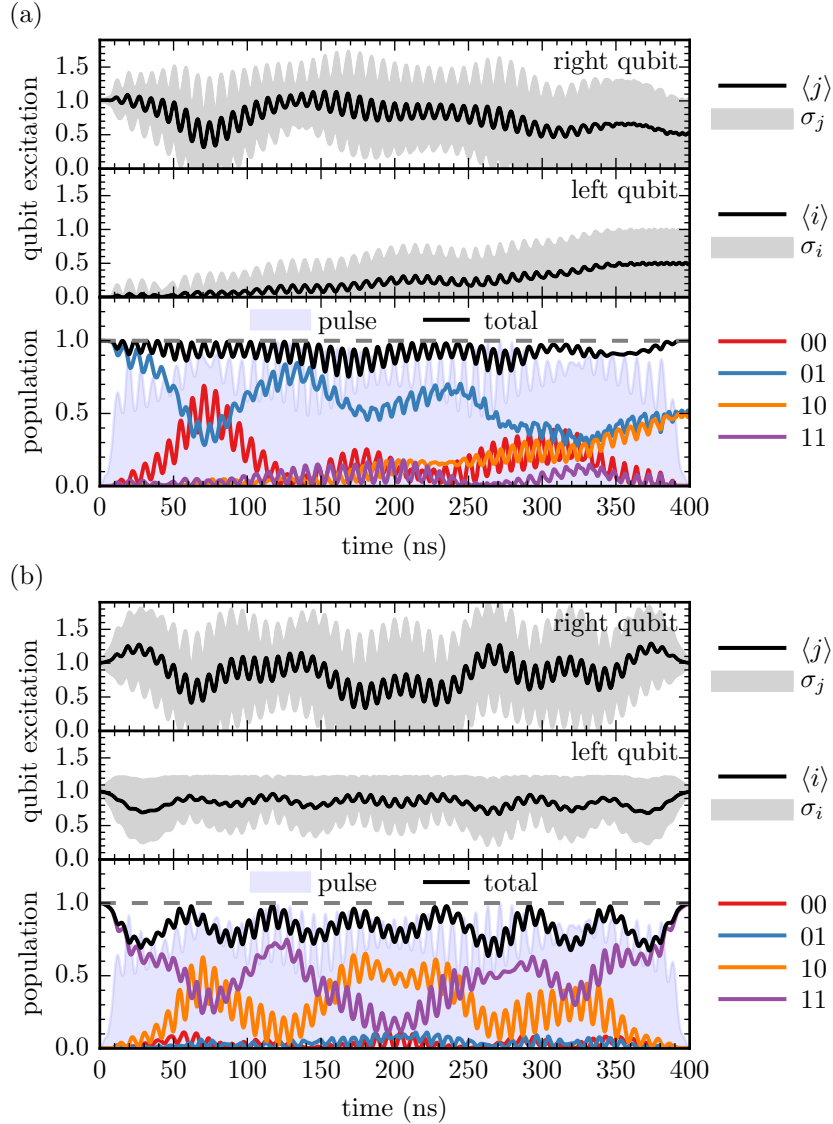 (a)
right qubit
1.5
1.0
0.5
0.0
⟨j⟩
σ_j
qubit excitation
left qubit
1.5
1.0
0.5
0.0
⟨i⟩
σ_i
pulse total
1.0
0.5
0.0
population
00
01
10
11
0 50 100 150 200 250 300 350 400
time (ns)
(b)
right qubit
1.5
1.0
0.5
0.0
⟨j⟩
σ_j
qubit excitation
left qubit
1.5
1.0
0.5
0.0
⟨i⟩
σ_i
pulse total
1.0
0.5
0.0
population
00
01
10
11
0 50 100 150 200 250 300 350 400
time (ns)